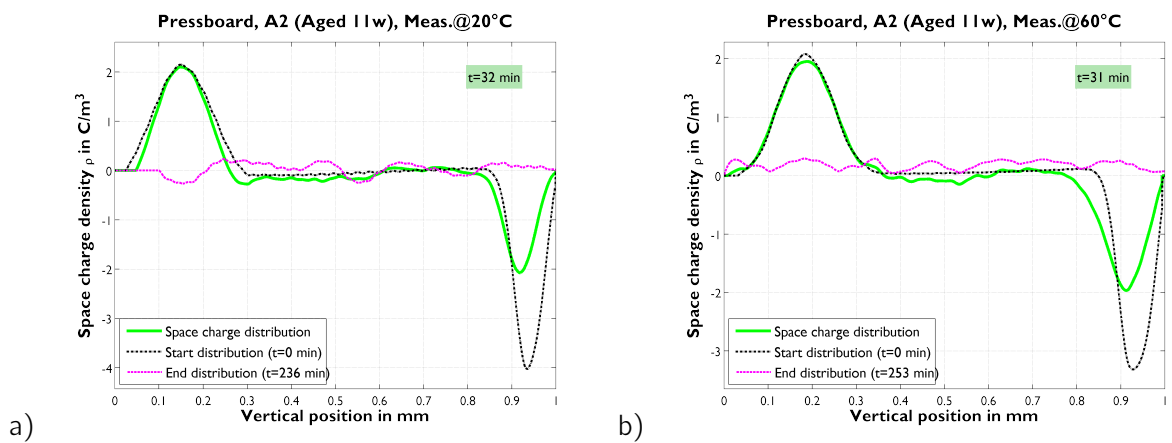 Pressboard, A2 (Aged 11w), Meas.@20°C
t=32 min
Space charge density ρ in C/m³
2
1
0
-1
-2
-3
-4
Space charge distribution
Start distribution (t=0 min)
End distribution (t=236 min)
0 0.1 0.2 0.3 0.4 0.5 0.6 0.7 0.8 0.9 1
Vertical position in mm
a)
Pressboard, A2 (Aged 11w), Meas.@60°C
t=31 min
Space charge density ρ in C/m³
2
1
0
-1
-2
-3
Space charge distribution
Start distribution (t=0 min)
End distribution (t=253 min)
0 0.1 0.2 0.3 0.4 0.5 0.6 0.7 0.8 0.9 1
Vertical position in mm
b)